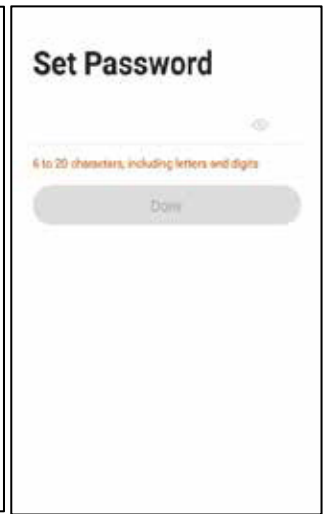 Set Password
6 to 20 characters, including letters and digits
Done